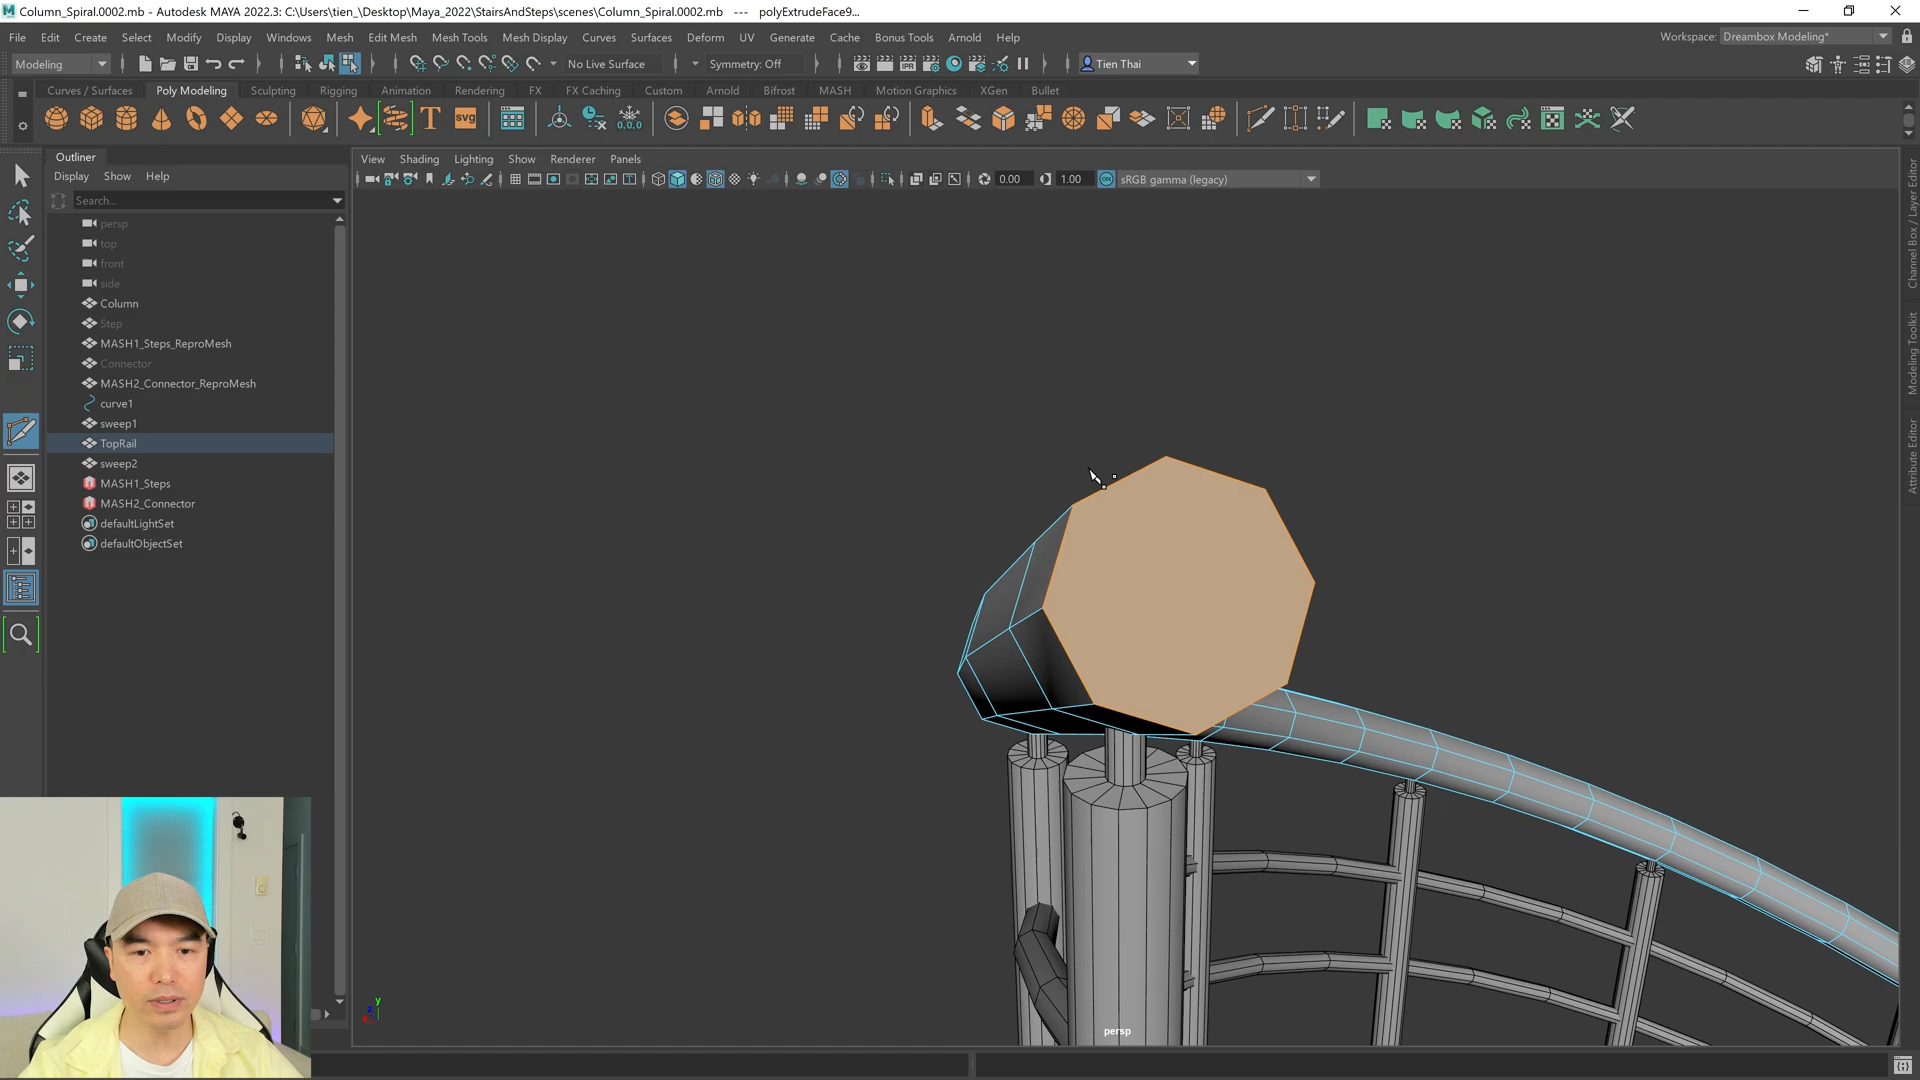 Column_Spiral.0002.mb - Autodesk MAYA 2022.3: C:\Users\tien_\Desktop\Maya_2022\StairsAndSteps\scenes\Column_Spiral.0002.mb --- polyExtrudeFace9...
File Edit Create Select Modify Display Windows Mesh Edit Mesh Mesh Tools Mesh Display Curves Surfaces Deform UV Generate Cache Bonus Tools Arnold Help
Workspace: Dreambox Modeling*
Modeling
No Live Surface
Symmetry: Off
Tien Thai
Curves / Surfaces Poly Modeling Sculpting Rigging Animation Rendering FX FX Caching Custom Arnold Bifrost MASH Motion Graphics XGen Bullet
T
SVG
0,0,0
Outliner
Display Show Help
Search...
View Shading Lighting Show Renderer Panels
0.00
1.00
ON
sRGB gamma (legacy)
persp
top
front
side
Column
Step
MASH1_Steps_ReproMesh
Connector
MASH2_Connector_ReproMesh
curve1
sweep1
TopRail
sweep2
MASH1_Steps
MASH2_Connector
defaultLightSet
defaultObjectSet
Channel Box / Layer Editor
Modeling Toolkit
Attribute Editor
y
z
x
persp